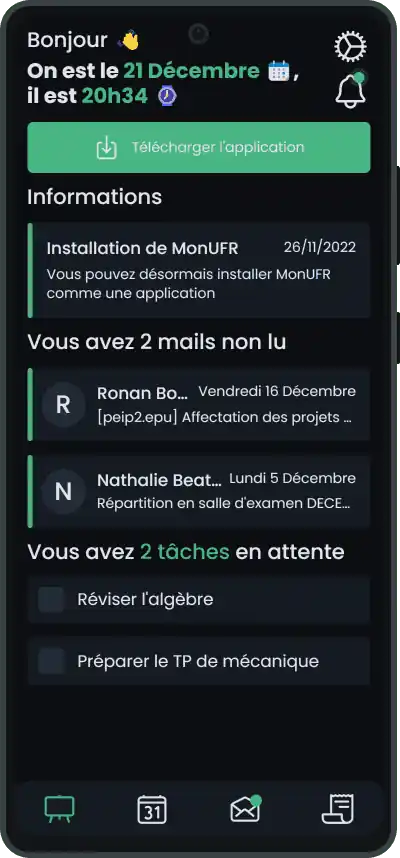 Bonjour 👋
On est le 21 Décembre 📅,
il est 20h34 ⌚
Télécharger l'application
Informations
Installation de MonUFR 26/11/2022
Vous pouvez désormais installer MonUFR
comme une application
Vous avez 2 mails non lu
R
Ronan Bo... Vendredi 16 Décembre
[peip2.epu] Affectation des projets ...
N
Nathalie Beat... Lundi 5 Décembre
Répartition en salle d'examen DECE...
Vous avez 2 tâches en attente
Réviser l'algèbre
Préparer le TP de mécanique
31